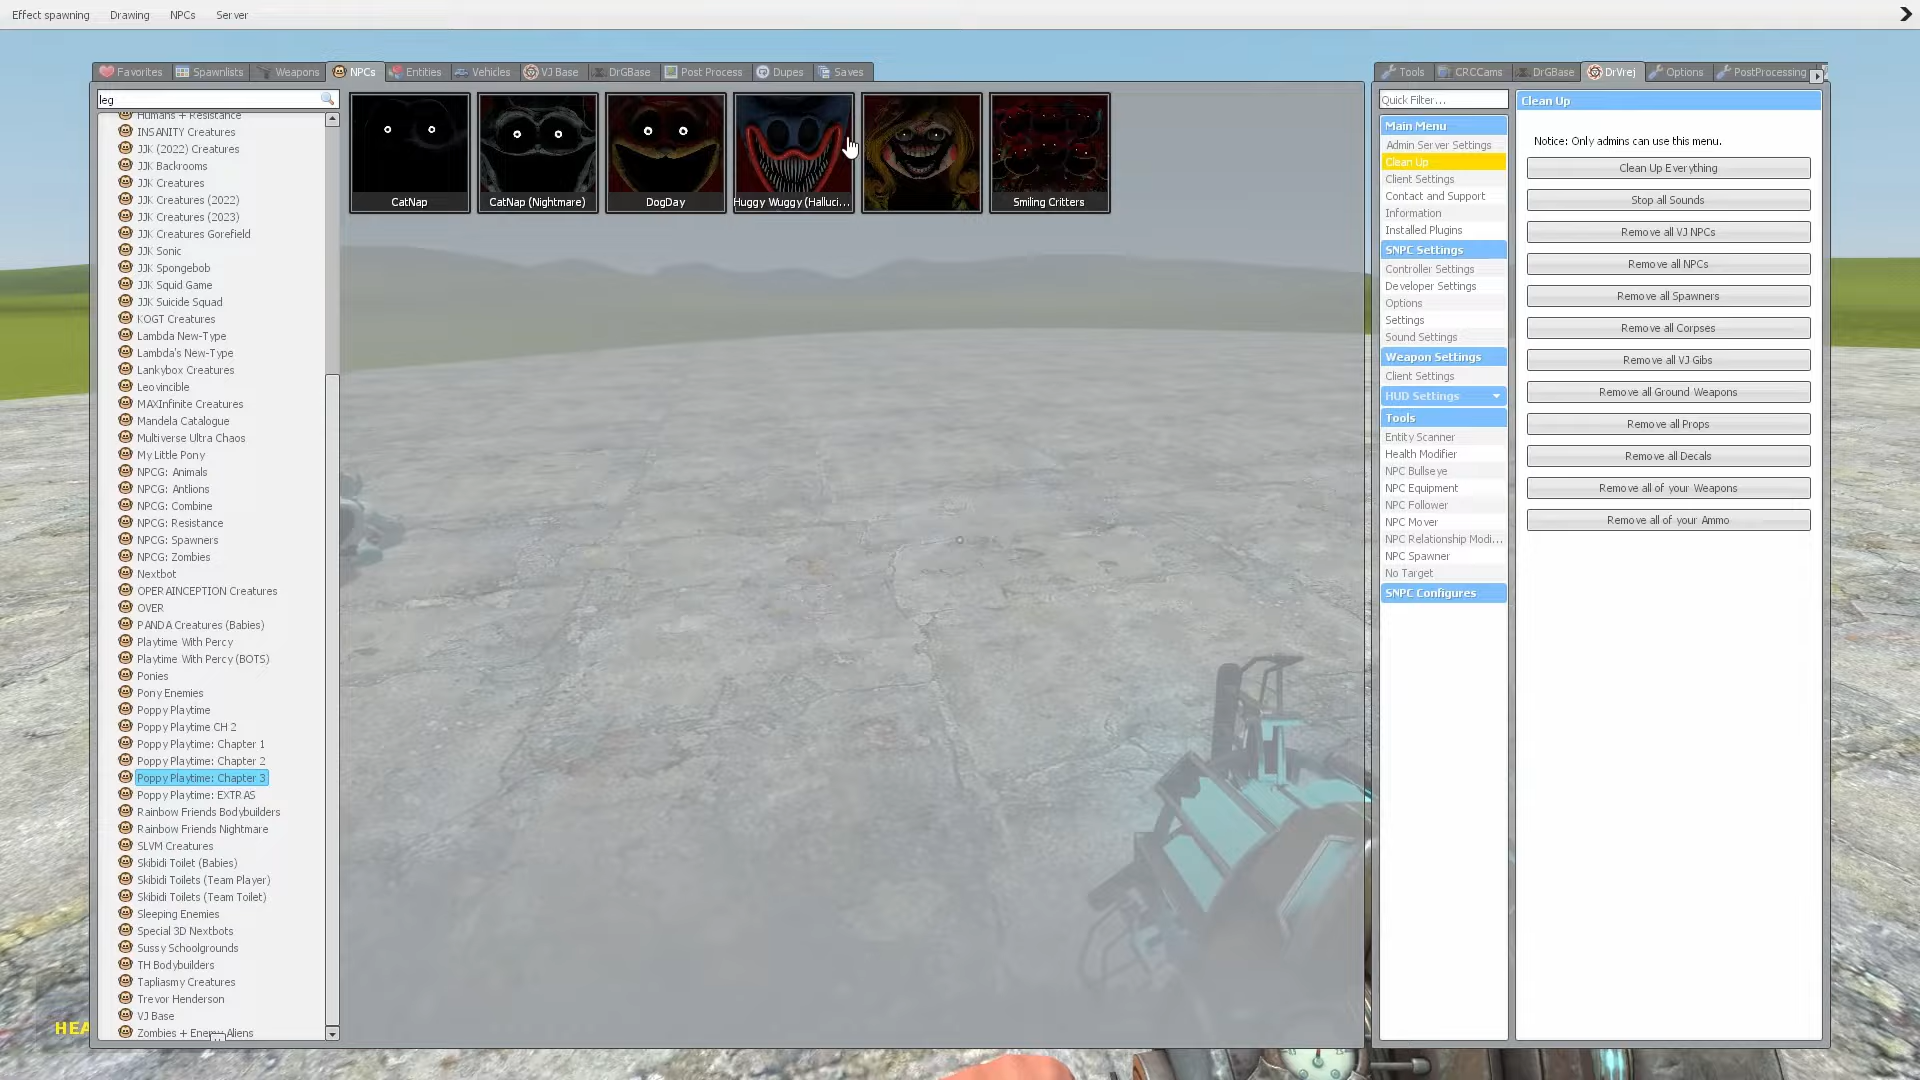 Effect spawning Drawing NPCs Server
Favorites Spawnlists Weapons NPCs Entities Vehicles VJ Base DrGBase Post Process Dupes Saves
leg
Humans + Resistance
INSANITY Creatures
JJK (2022) Creatures
JJK Backrooms
JJK Creatures
JJK Creatures (2022)
JJK Creatures (2023)
JJK Creatures Gorefield
JJK Sonic
JJK Spongebob
JJK Squid Game
JJK Suicide Squad
KOGT Creatures
Lambda New-Type
Lambda's New-Type
Lankybox Creatures
Leovincible
MAXInfinite Creatures
Mandela Catalogue
Multiverse Ultra Chaos
My Little Pony
NPCG: Animals
NPCG: Antlions
NPCG: Combine
NPCG: Resistance
NPCG: Spawners
NPCG: Zombies
Nextbot
OPERAINCEPTION Creatures
OVER
PANDA Creatures (Babies)
Playtime With Percy
Playtime With Percy (BOTS)
Ponies
Pony Enemies
Poppy Playtime
Poppy Playtime CH 2
Poppy Playtime: Chapter 1
Poppy Playtime: Chapter 2
Poppy Playtime: Chapter 3
Poppy Playtime: EXTRAS
Rainbow Friends Bodybuilders
Rainbow Friends Nightmare
SLVM Creatures
Skibidi Toilet (Babies)
Skibidi Toilets (Team Player)
Skibidi Toilets (Team Toilet)
Sleeping Enemies
Special 3D Nextbots
Sussy Schoolgrounds
TH Bodybuilders
Tapliasmy Creatures
Trevor Henderson
VJ Base
Zombies + Enemy Aliens
HEA
CatNap
CatNap (Nightmare)
DogDay
Huggy Wuggy (Halluci...
Smiling Critters
Tools CRCCams DrGBase DrVrej Options PostProcessing
Quick Filter...
Main Menu
Admin Server Settings
Clean Up
Client Settings
Contact and Support
Information
Installed Plugins
SNPC Settings
Controller Settings
Developer Settings
Options
Settings
Sound Settings
Weapon Settings
Client Settings
HUD Settings
Tools
Entity Scanner
Health Modifier
NPC Bullseye
NPC Equipment
NPC Follower
NPC Mover
NPC Relationship Modi...
NPC Spawner
No Target
SNPC Configures
Clean Up
Notice: Only admins can use this menu.
Clean Up Everything
Stop all Sounds
Remove all VJ NPCs
Remove all NPCs
Remove all Spawners
Remove all Corpses
Remove all VJ Gibs
Remove all Ground Weapons
Remove all Props
Remove all Decals
Remove all of your Weapons
Remove all of your Ammo